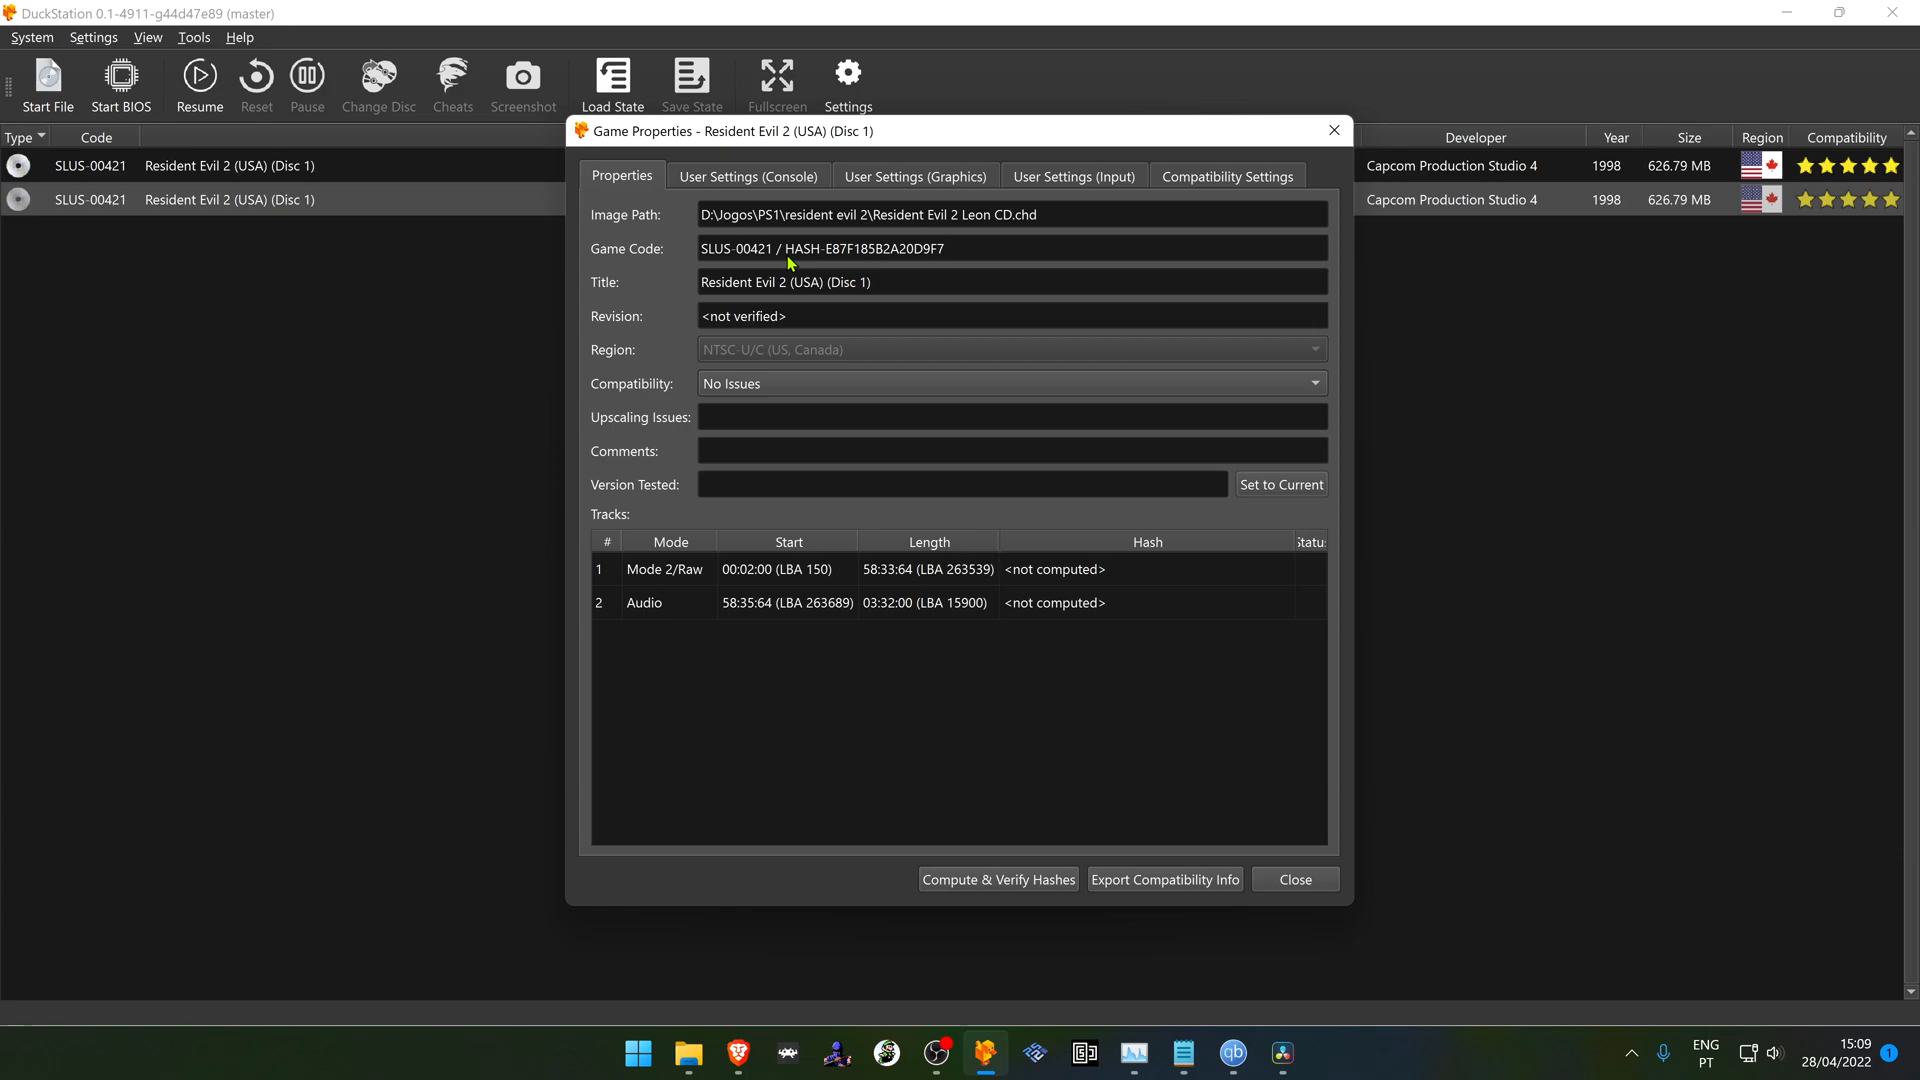 DuckStation 0.1-4911-g44d47e89 (master)
System Settings View Tools Help
Start File Start BIOS Resume Reset Pause Change Disc Cheats Screenshot Load State Save State Fullscreen Settings
Type Code Developer Year Size Region Compatibility
SLUS-00421 Resident Evil 2 (USA) (Disc 1) Capcom Production Studio 4 1998 626.79 MB
SLUS-00421 Resident Evil 2 (USA) (Disc 1) Capcom Production Studio 4 1998 626.79 MB
Game Properties - Resident Evil 2 (USA) (Disc 1)
Properties User Settings (Console) User Settings (Graphics) User Settings (Input) Compatibility Settings
Image Path: D:\Jogos\PS1\resident evil 2\Resident Evil 2 Leon CD.chd
Game Code: SLUS-00421 / HASH-E87F185B2A20D9F7
Title: Resident Evil 2 (USA) (Disc 1)
Revision: <not verified>
Region: NTSC-U/C (US, Canada)
Compatibility: No Issues
Upscaling Issues:
Comments:
Version Tested: Set to Current
Tracks:
# Mode Start Length Hash Statu
1 Mode 2/Raw 00:02:00 (LBA 150) 58:33:64 (LBA 263539) <not computed>
2 Audio 58:35:64 (LBA 263689) 03:32:00 (LBA 15900) <not computed>
Compute & Verify Hashes Export Compatibility Info Close
qb
ENG
PT
15:09
28/04/2022
1